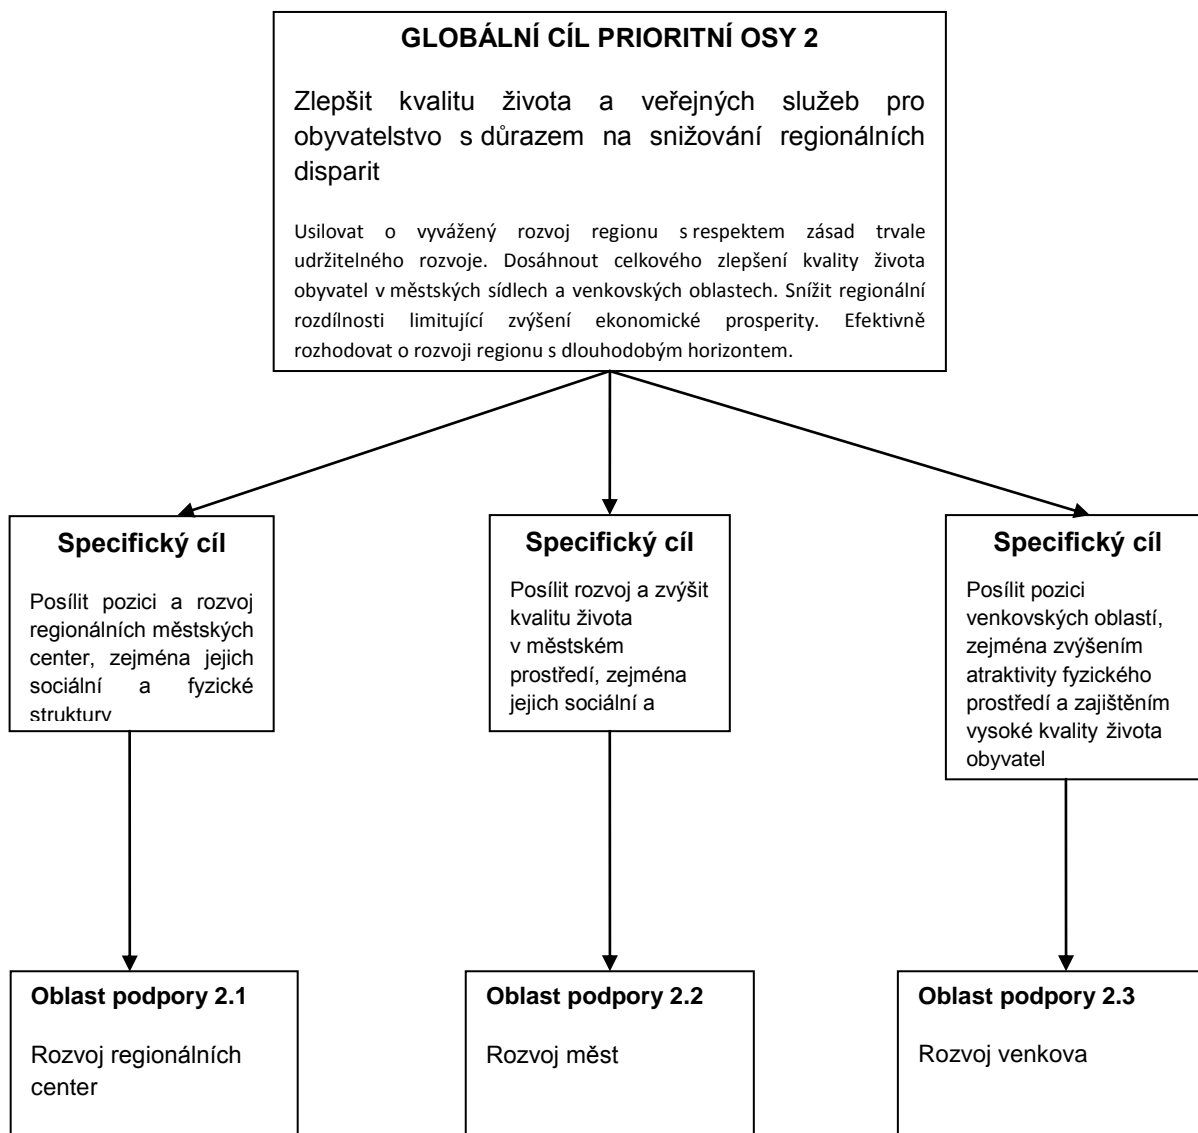 GLOBÁLNÍ CÍL PRIORITNÍ OSY 2
Zlepšit kvalitu života a veřejných služeb pro
obyvatelstvo s důrazem na snižování regionálních
disparit
Usilovat o vyvážený rozvoj regionu s respektem zásad trvale
udržitelného rozvoje. Dosáhnout celkového zlepšení kvality života
obyvatel v městských sídlech a venkovských oblastech. Snížit regionální
rozdílnosti limitující zvýšení ekonomické prosperity. Efektivně
rozhodovat o rozvoji regionu s dlouhodobým horizontem.
Specifický cíl
Posílit pozici a rozvoj
regionálních městských
center, zejména jejich
sociální a fyzické
struktury
Specifický cíl
Posílit rozvoj a zvýšit
kvalitu života
v městském
prostředí, zejména
jejich sociální a
Specifický cíl
Posílit pozici
venkovských oblastí,
zejména zvýšením
atraktivity fyzického
prostředí a zajištěním
vysoké kvality života
obyvatel
Oblast podpory 2.1
Rozvoj regionálních
center
Oblast podpory 2.2
Rozvoj měst
Oblast podpory 2.3
Rozvoj venkova